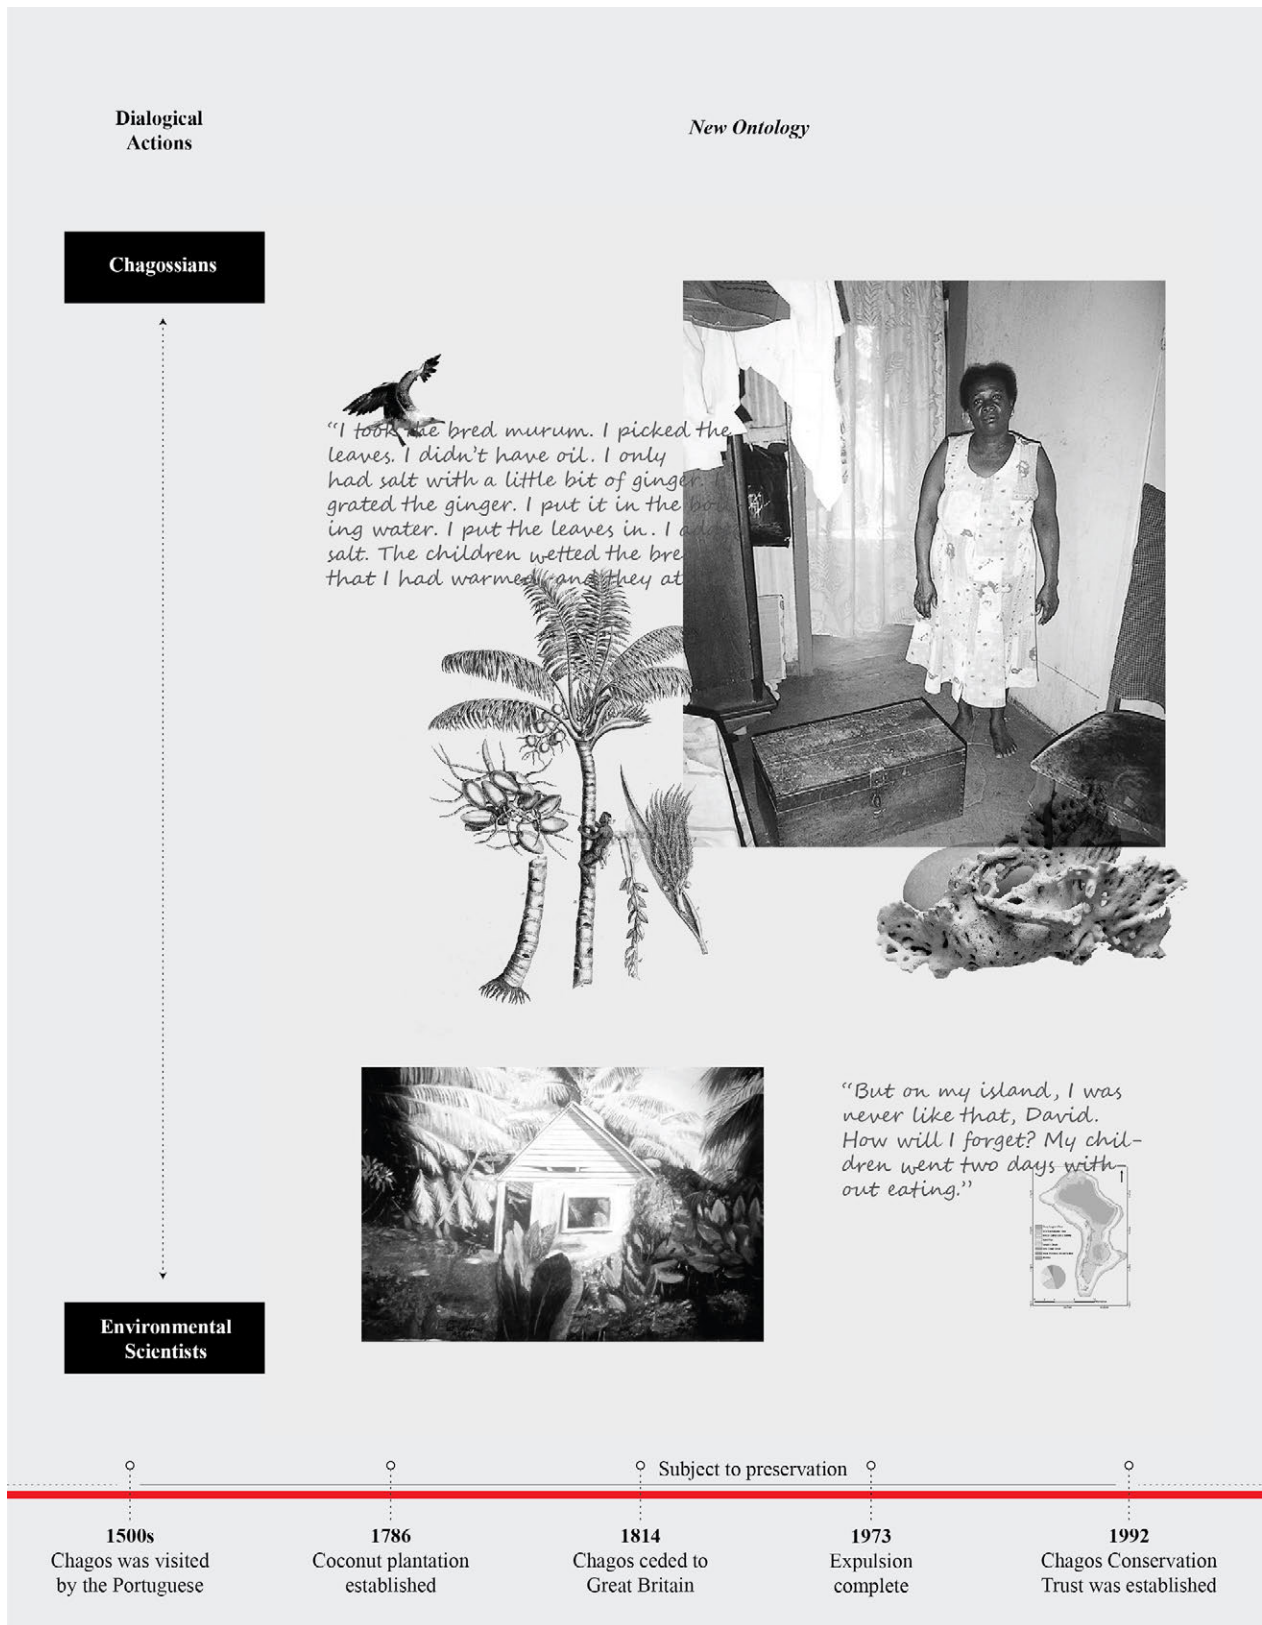 Dialogical
Actions
New Ontology
Chagossians
“I took the bred murum. I picked the
leaves. I didn’t have oil. I only
had salt with a little bit of ginger. I
grated the ginger. I put it in the boil-
ing water. I put the leaves in. I
salt. The children wetted the
that I had warmed, and they
“But on my island, I was
never like that, David.
How will I forget? My chil-
dren went two days with-
out eating.”
Environmental
Scientists
Subject to preservation
1500s
Chagos was visited
by the Portuguese
1786
Coconut plantation
established
1814
Chagos ceded to
Great Britain
1973
Expulsion
complete
1992
Chagos Conservation
Trust was established